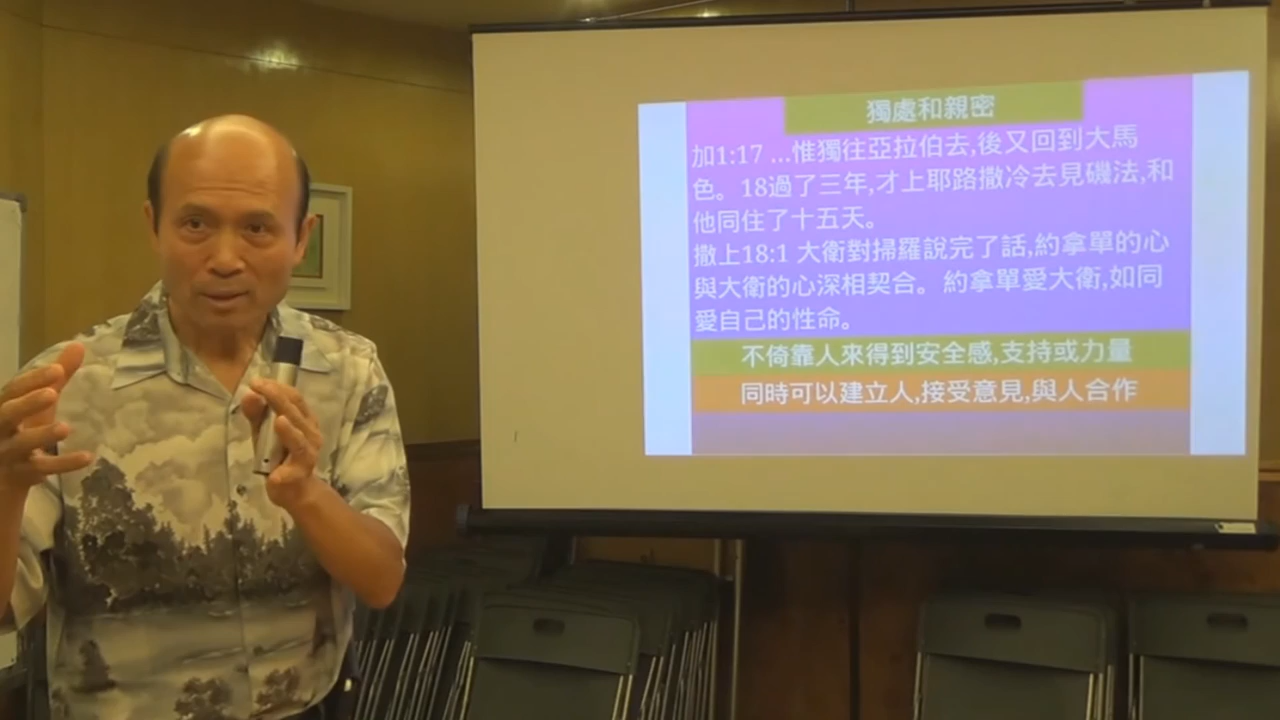 獨處和親密
加1:17 ...惟獨往亞拉伯去,後又回到大馬
色。18過了三年,才上耶路撒冷去見磯法,和
他同住了十五天。
撒上18:1 大衛對掃羅說完了話,約拿單的心
與大衛的心深相契合。約拿單愛大衛,如同
愛自己的性命。
不倚靠人來得到安全感,支持或力量
同時可以建立人,接受意見,與人合作